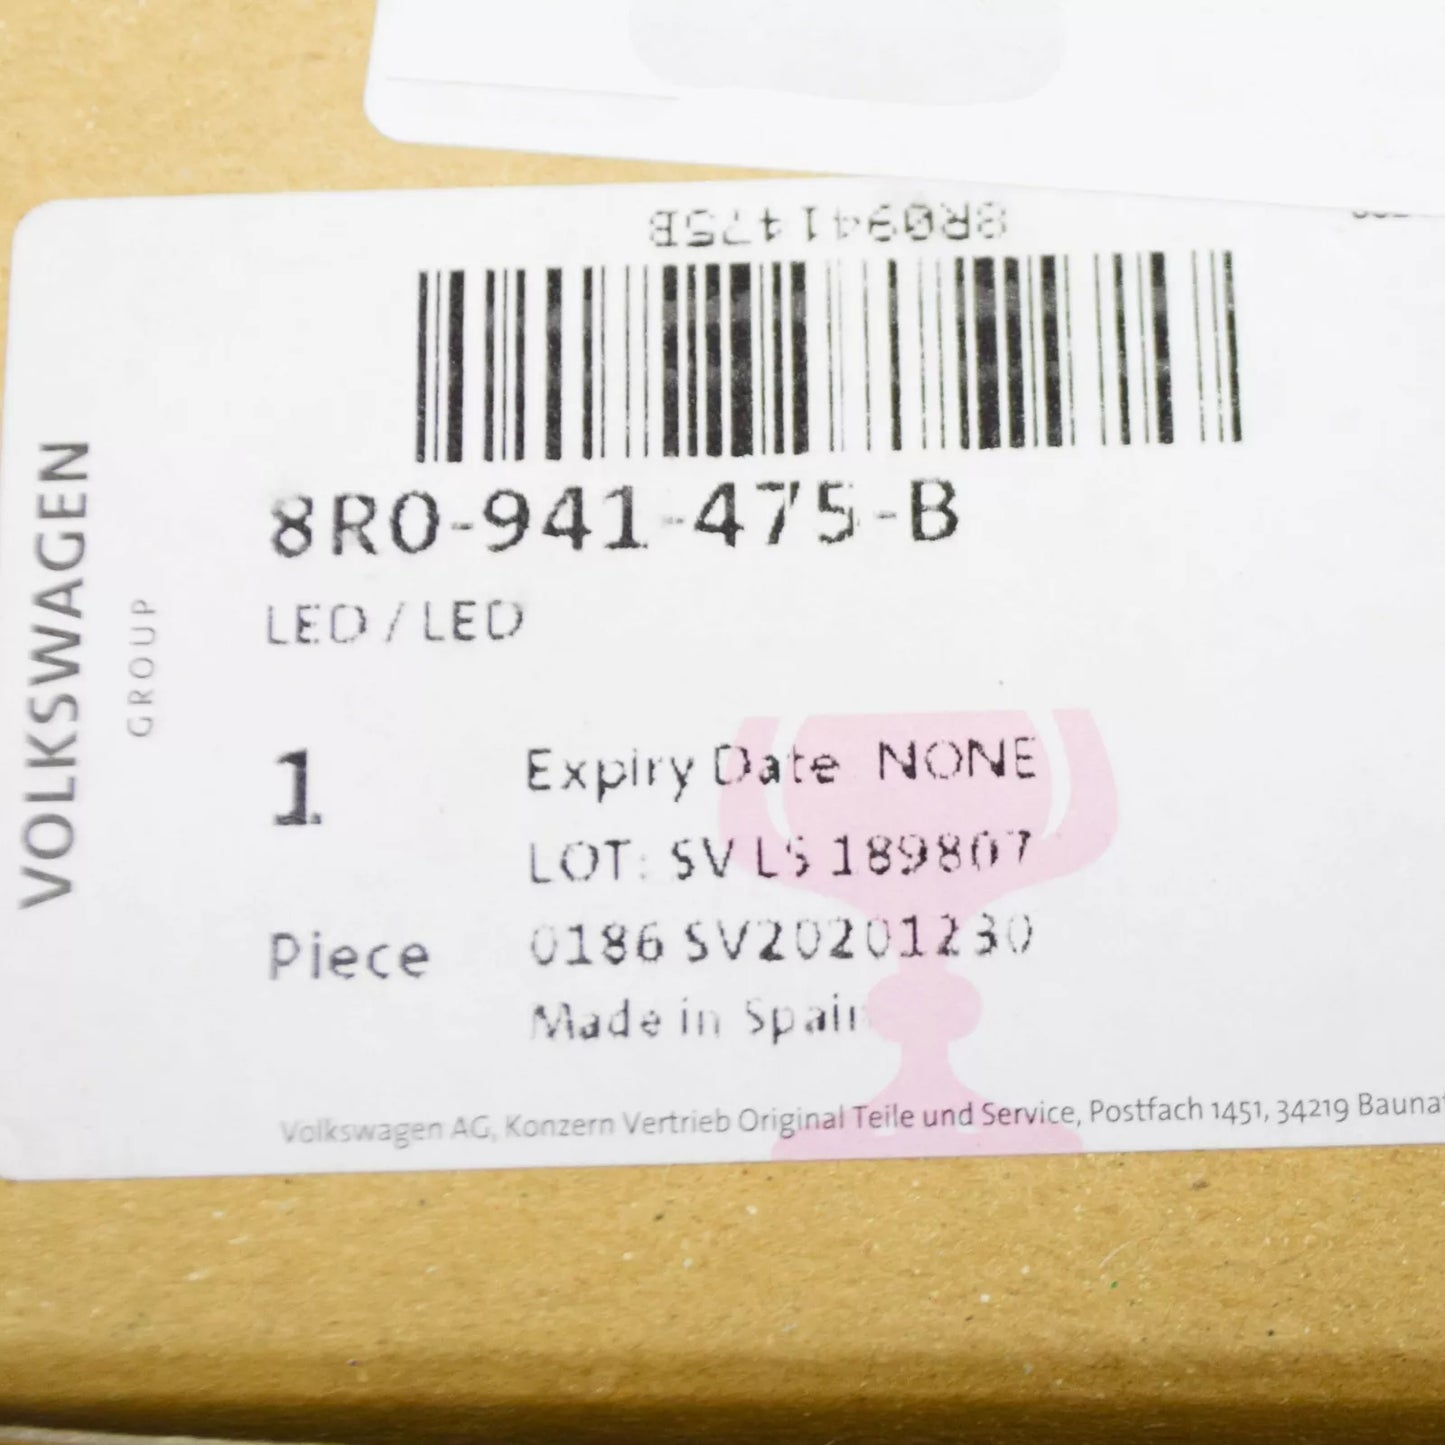 8R0941475B
8R0-941-475-B
LED / LED
1
Expiry Date NONE
LOT: SV LS 189807
Piece
0186 SV20201230
Made in Spain
Volkswagen AG, Konzern Vertrieb Original Teile und Service, Postfach 1451, 34219
VOLKSWAGEN
GROUP